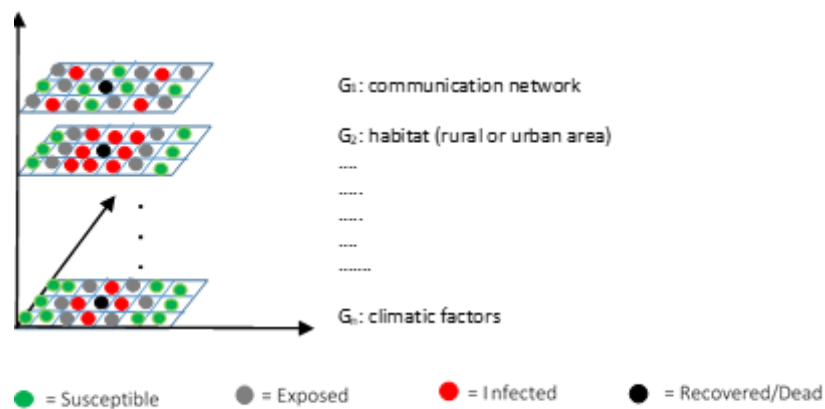 G₁: communication network
G₂: habitat (rural or urban area)
....
.....
.....
....
.......
Gₙ: climatic factors
= Susceptible = Exposed = Infected = Recovered/Dead